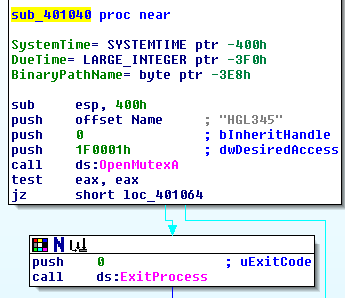 sub_401040 proc near
SystemTime= SYSTEMTIME ptr -400h
DueTime= LARGE_INTEGER ptr -3F0h
BinaryPathName= byte ptr -3E8h
sub esp, 400h
push offset Name ; "HGL345"
push 0 ; bInheritHandle
push 1F0001h ; dwDesiredAccess
call ds:OpenMutexA
test eax, eax
jz short loc_401064
N
push 0 ; uExitCode
call ds:ExitProcess